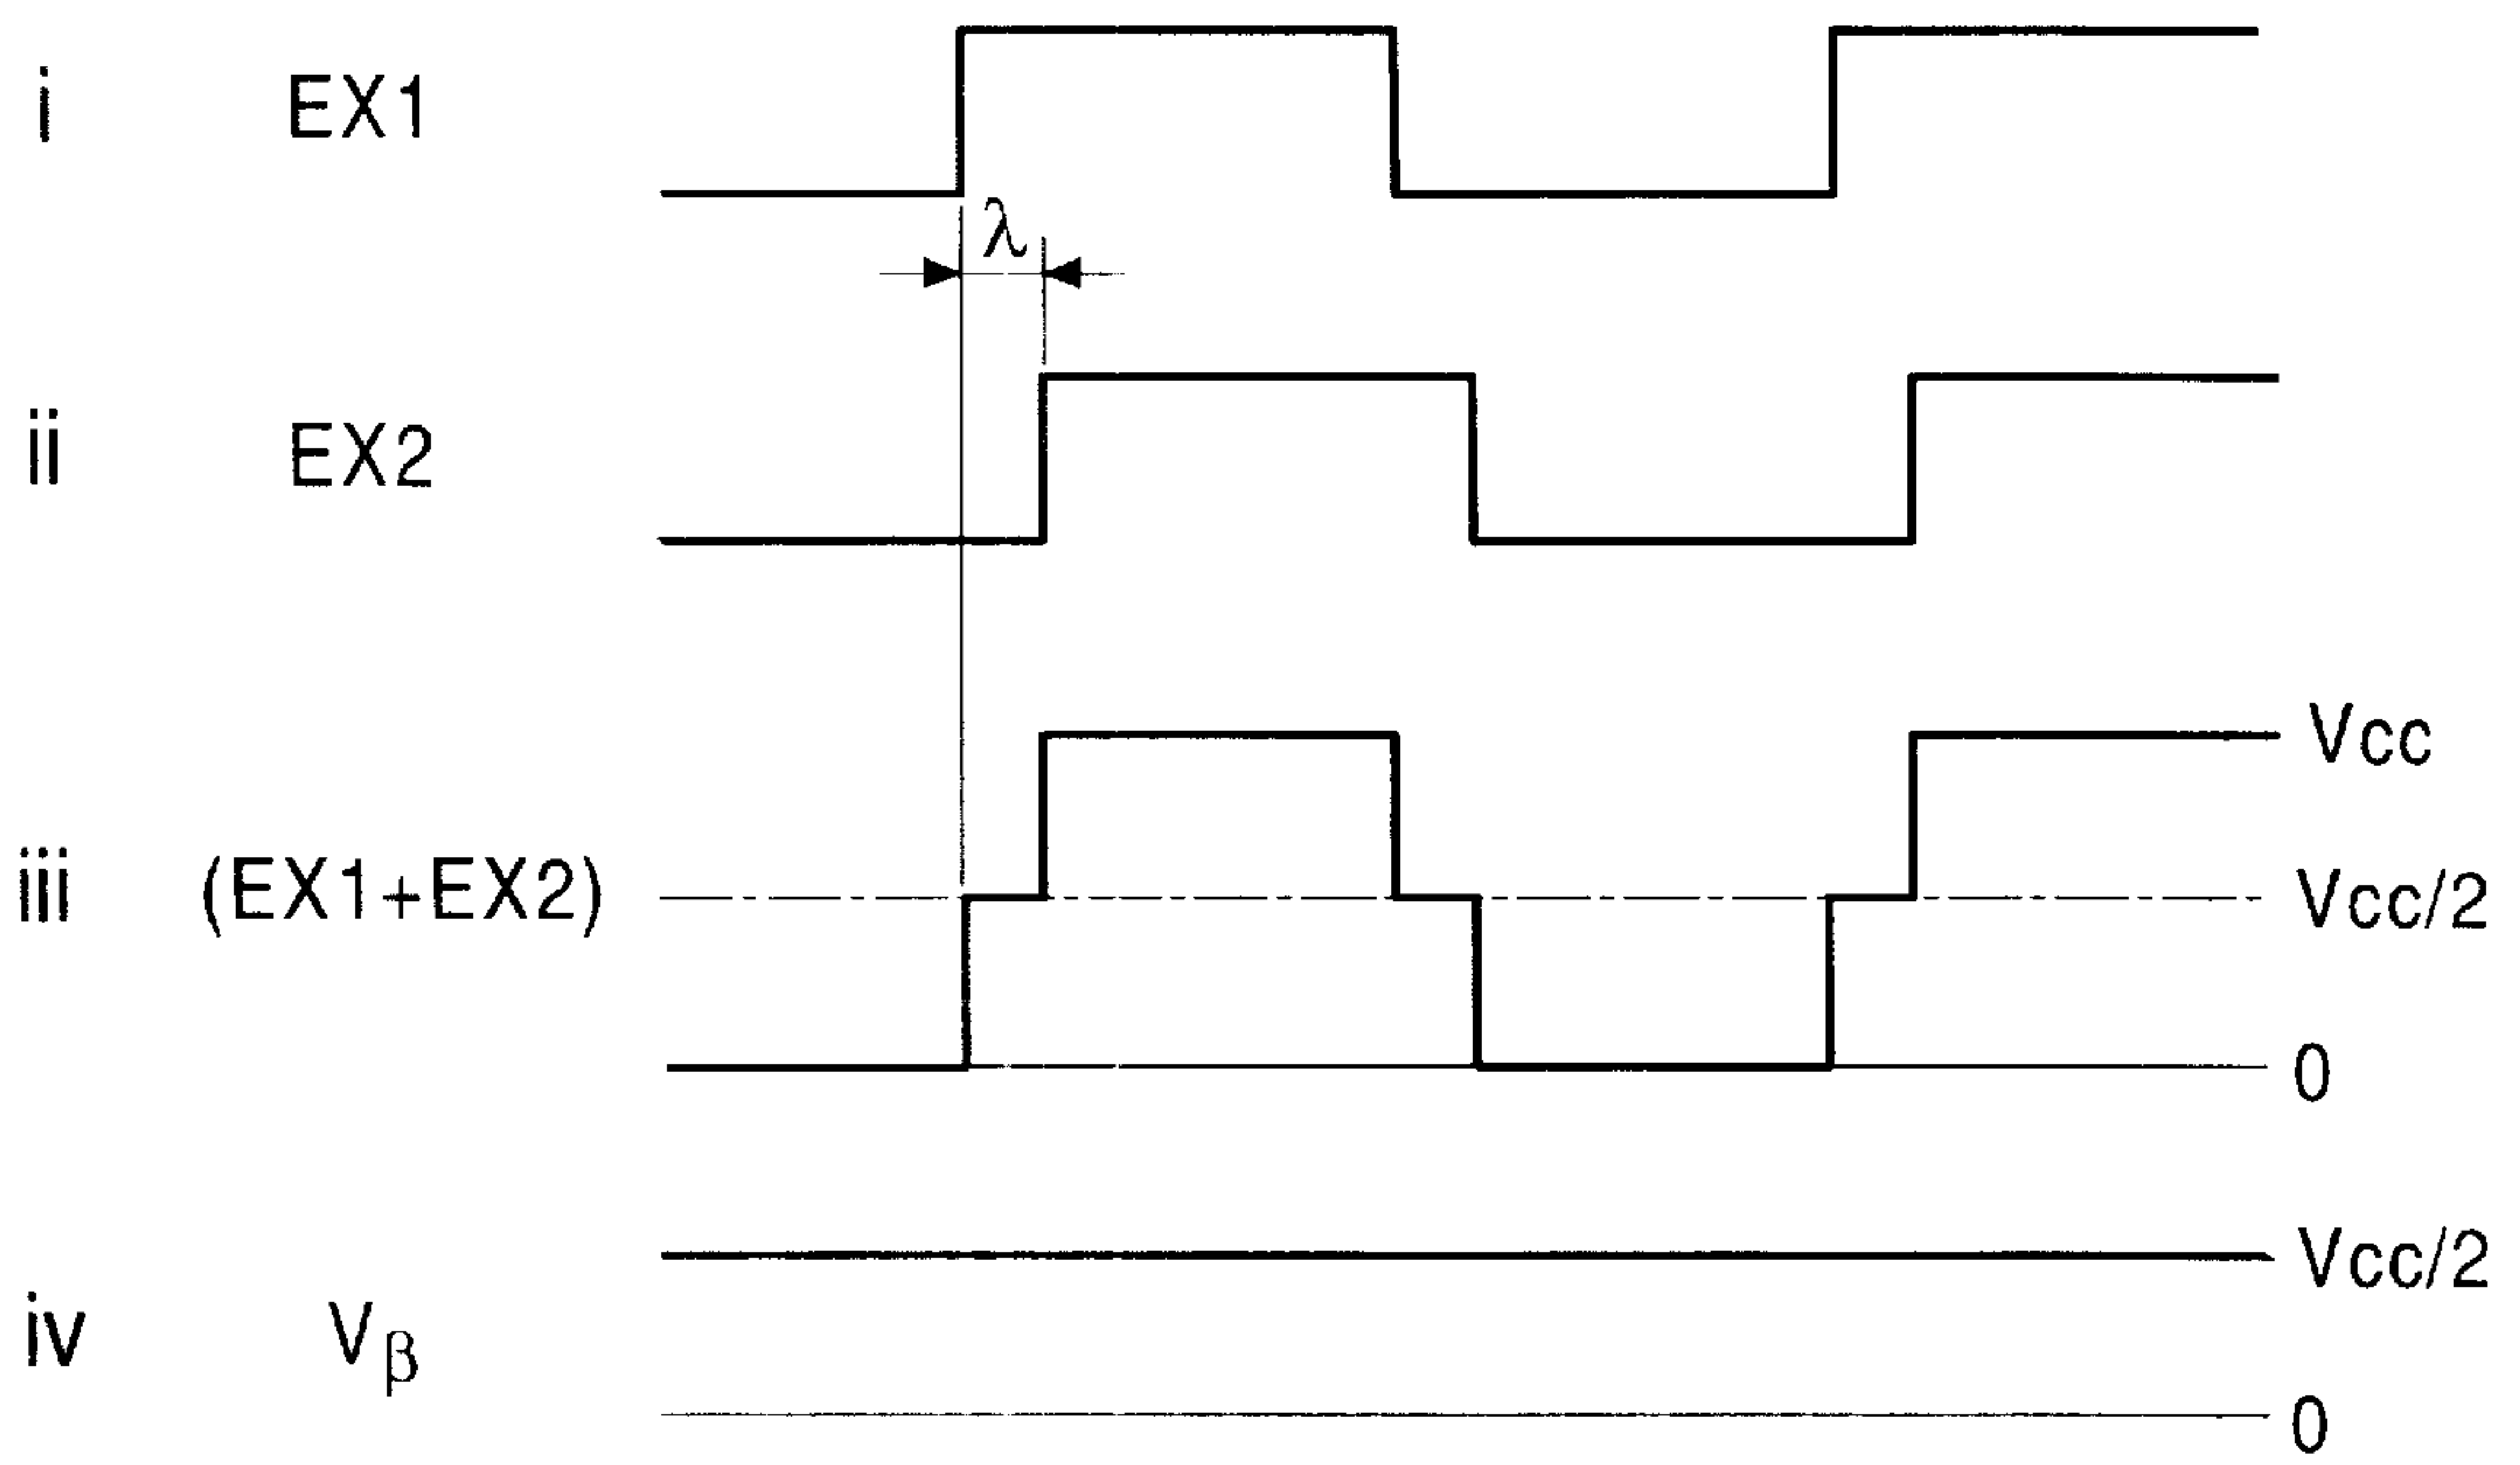 i EX1
λ
ii EX2
Vcc
iii (EX1+EX2) Vcc/2
0
Vcc/2
iv Vβ
0